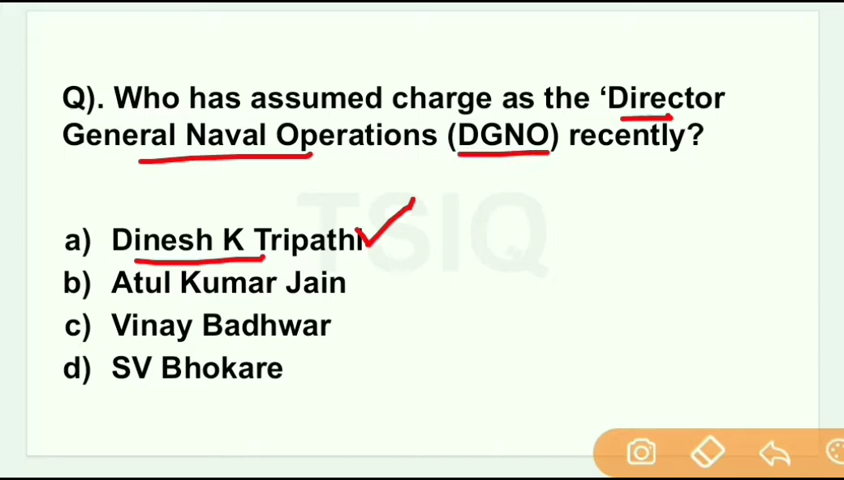 Q). Who has assumed charge as the ‘Director
General Naval Operations (DGNO) recently?
TSIQ
a) Dinesh K Tripathi
b) Atul Kumar Jain
c) Vinay Badhwar
d) SV Bhokare